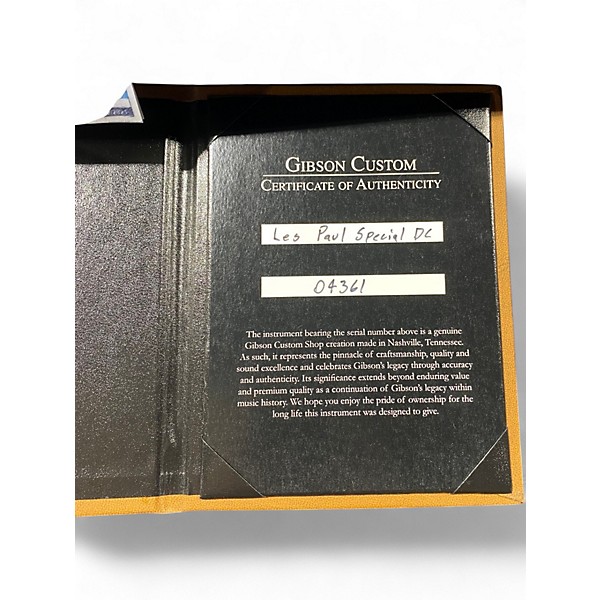 GIBSON CUSTOM
CERTIFICATE OF AUTHENTICITY
Les Paul Special DC
04361
The instrument bearing the serial number above is a genuine
Gibson Custom Shop creation made in Nashville, Tennessee.
As such, it represents the pinnacle of craftsmanship, quality and
sound excellence and celebrates Gibson's legacy through accuracy
and authenticity. Its significance extends beyond enduring value
and premium quality as a continuation of Gibson's legacy within
music history. We hope you enjoy the pride of ownership for the
long life this instrument was designed to give.